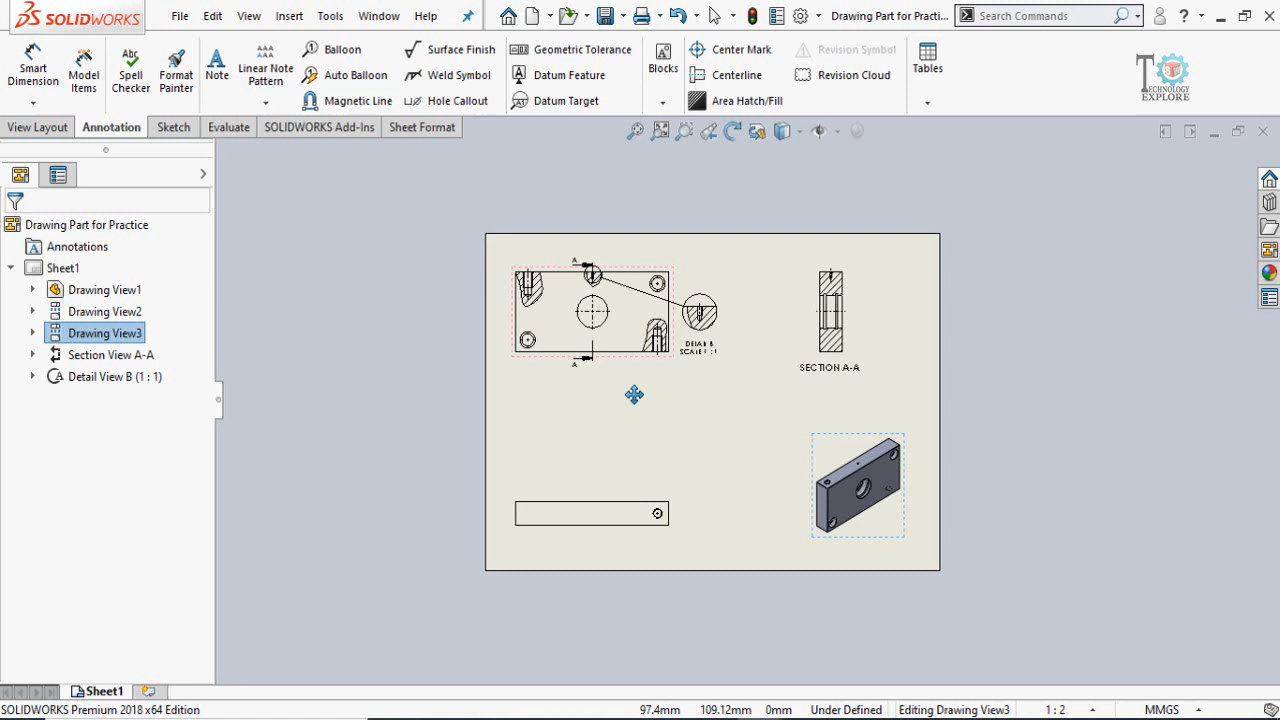 SOLIDWORKS
File Edit View Insert Tools Window Help
Drawing Part for Practi...
Search Commands
?
Smart Dimension
Model Items
Spell Checker
Format Painter
Note
Linear Note Pattern
Balloon
Auto Balloon
Magnetic Line
Surface Finish
Weld Symbol
Hole Callout
Geometric Tolerance
Datum Feature
Datum Target
Blocks
Center Mark
Centerline
Area Hatch/Fill
Revision Symbol
Revision Cloud
Tables
TECHNOLOGY
EXPLORE
View Layout Annotation Sketch Evaluate SOLIDWORKS Add-Ins Sheet Format
Drawing Part for Practice
Annotations
Sheet1
Drawing View1
Drawing View2
Drawing View3
Section View A-A
Detail View B (1 : 1)
A
A
DETAIL B
SCALE 1 : 1
SECTION A-A
Sheet1
SOLIDWORKS Premium 2018 x64 Edition
97.4mm 109.12mm 0mm Under Defined Editing Drawing View3 1 : 2 MMGS